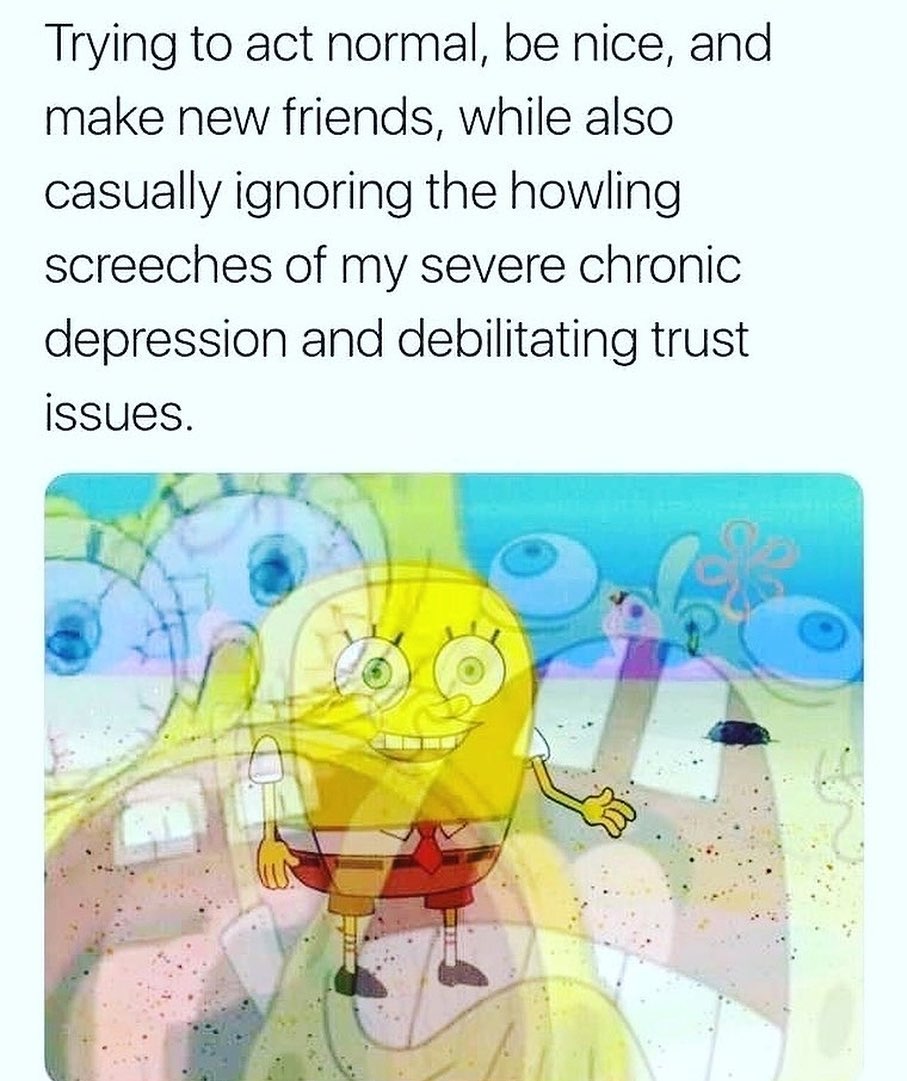 Trying to act normal, be nice, and
make new friends, while also
casually ignoring the howling
screeches of my severe chronic
depression and debilitating trust
issues.